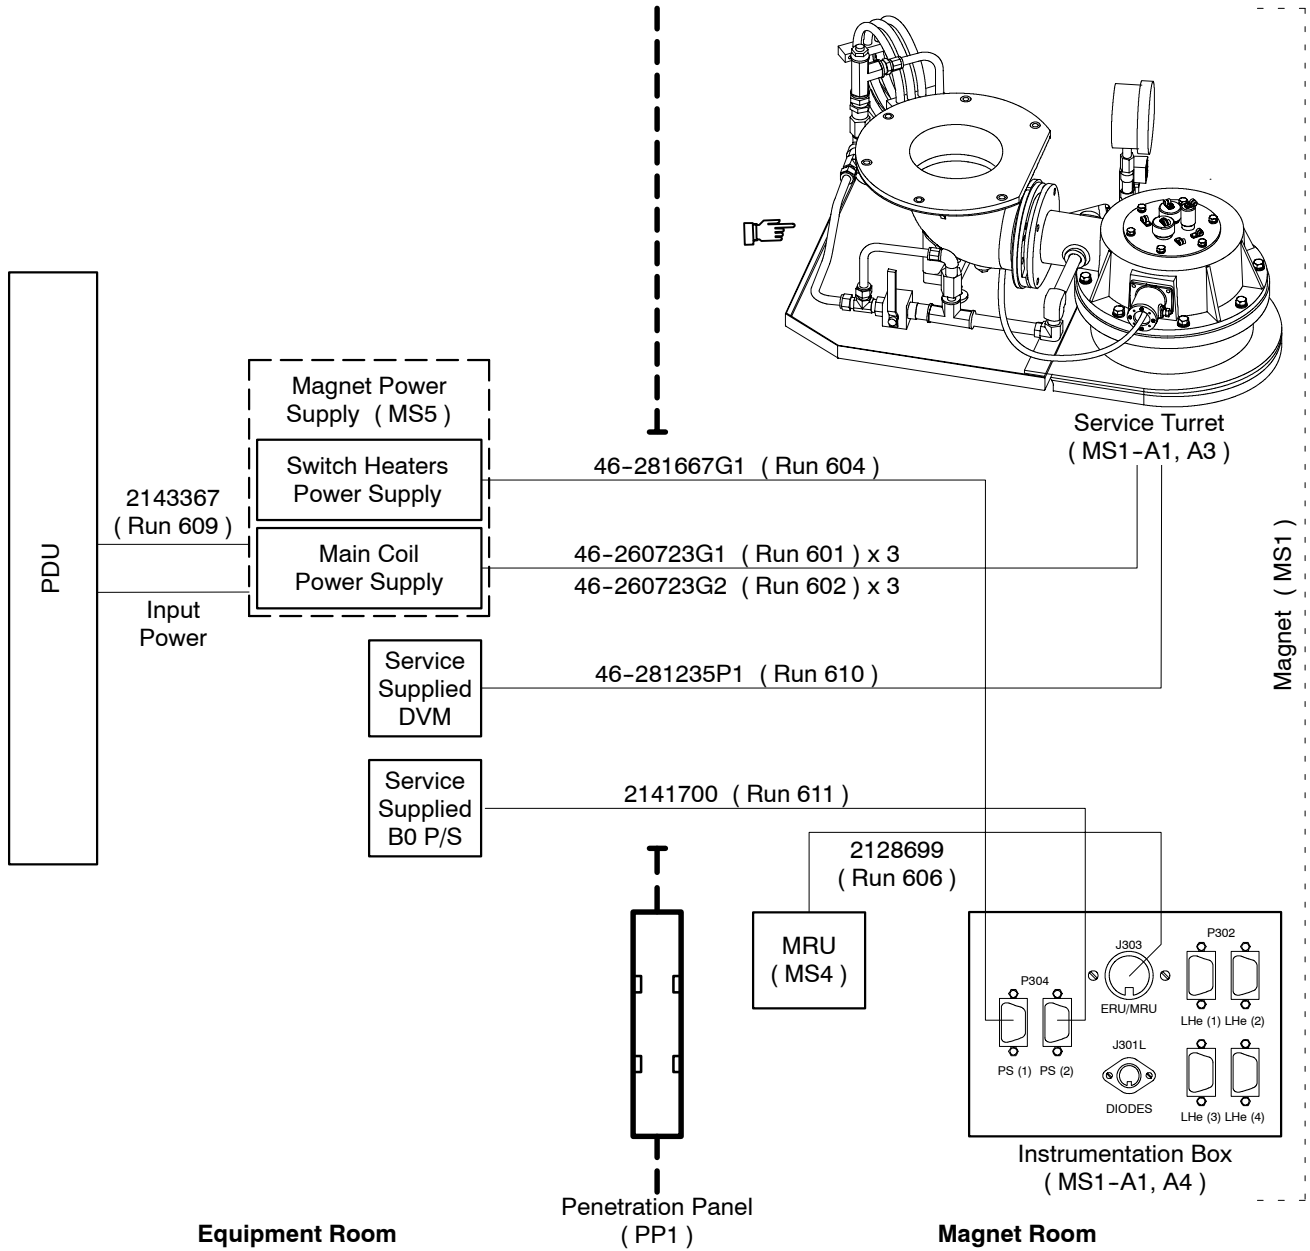 Service Turret
( MS1-A1, A3 )
Magnet ( MS1 )
PDU
Magnet Power
Supply ( MS5 )
Switch Heaters
Power Supply
Main Coil
Power Supply
2143367
( Run 609 )
Input
Power
46-281667G1 ( Run 604 )
46-260723G1 ( Run 601 ) x 3
46-260723G2 ( Run 602 ) x 3
Service
Supplied
DVM
46-281235P1 ( Run 610 )
Service
Supplied
B0 P/S
2141700 ( Run 611 )
2128699
( Run 606 )
MRU
( MS4 )
J303
P302
P304
ERU/MRU
LHe (1) LHe (2)
J301L
PS (1) PS (2)
DIODES
LHe (3) LHe (4)
Instrumentation Box
( MS1-A1, A4 )
Penetration Panel
( PP1 )
Equipment Room
Magnet Room